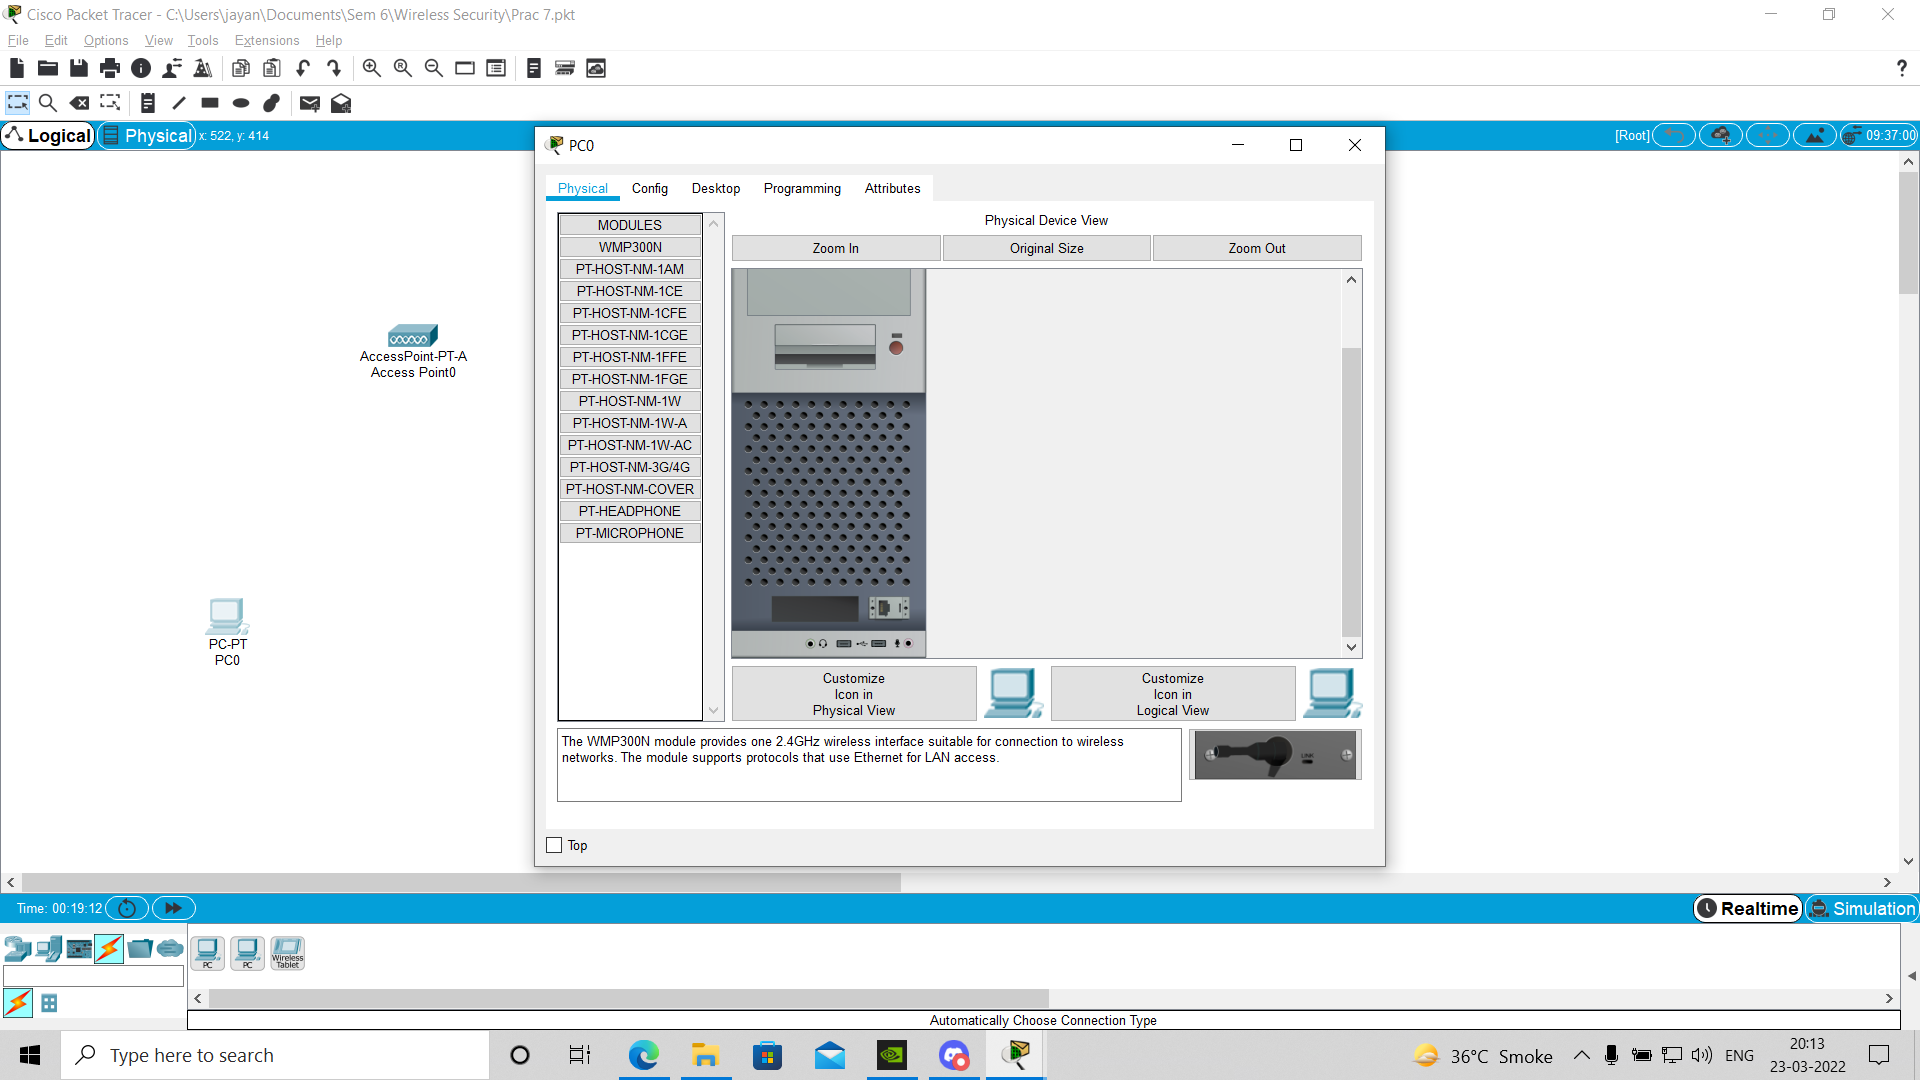 Cisco Packet Tracer - C:\Users\jayan\Documents\Sem 6\Wireless Security\Prac 7.pkt
File Edit Options View Tools Extensions Help
?
Logical Physical x: 522, y: 414
[Root] 09:37:00
PC0
Physical Config Desktop Programming Attributes
MODULES
WMP300N
PT-HOST-NM-1AM
PT-HOST-NM-1CE
PT-HOST-NM-1CFE
PT-HOST-NM-1CGE
PT-HOST-NM-1FFE
PT-HOST-NM-1FGE
PT-HOST-NM-1W
PT-HOST-NM-1W-A
PT-HOST-NM-1W-AC
PT-HOST-NM-3G/4G
PT-HOST-NM-COVER
PT-HEADPHONE
PT-MICROPHONE
Physical Device View
Zoom In Original Size Zoom Out
Customize
Icon in
Physical View
Customize
Icon in
Logical View
The WMP300N module provides one 2.4GHz wireless interface suitable for connection to wireless
networks. The module supports protocols that use Ethernet for LAN access.
LINK
Top
AccessPoint-PT-A
Access Point0
PC-PT
PC0
Time: 00:19:12
Realtime Simulation
PC
PC
Wireless
Tablet
Automatically Choose Connection Type
Type here to search
36°C Smoke
ENG
20:13
23-03-2022